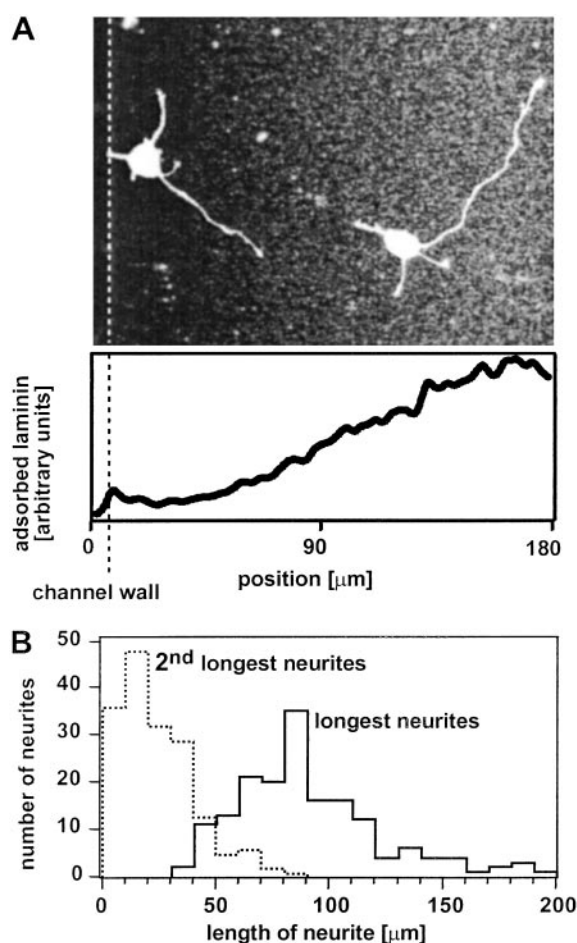 A
adsorbed laminin
[arbitrary units]
0
90
180
position [μm]
channel wall
B
50
40
30
20
10
0
2nd longest neurites
longest neurites
number of neurites
0
50
100
150
200
length of neurite [μm]